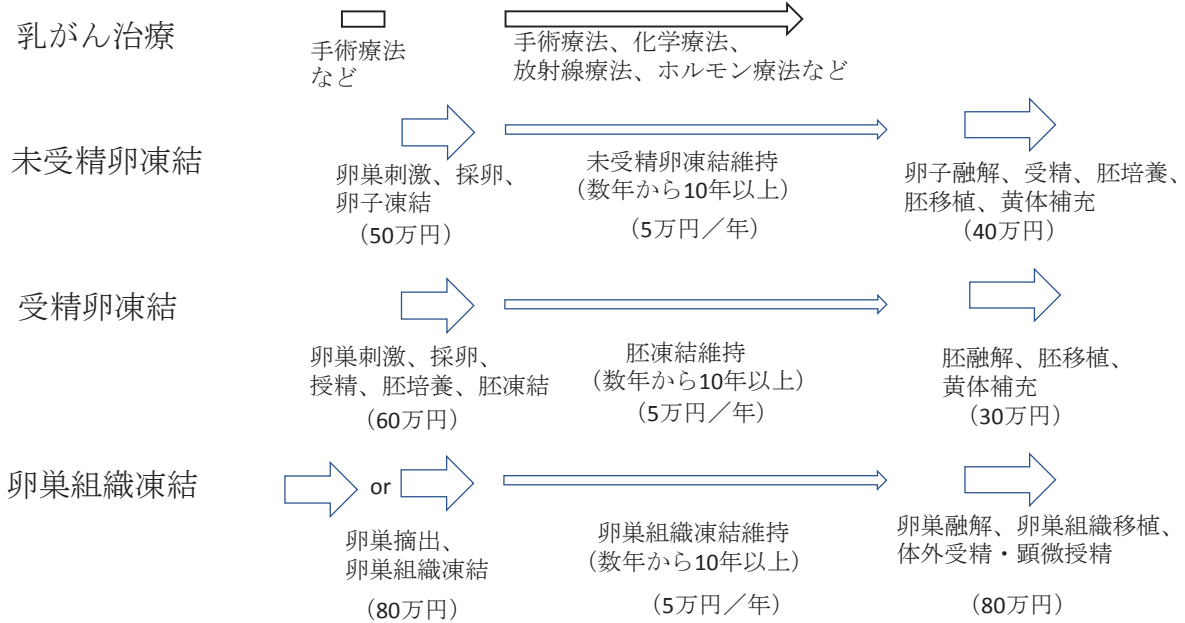 乳がん治療
手術療法
など
手術療法、化学療法、
放射線療法、ホルモン療法など
未受精卵凍結
卵巣刺激、採卵、
卵子凍結
（50万円）
未受精卵凍結維持
（数年から10年以上）
（5万円／年）
卵子融解、受精、胚培養、
胚移植、黄体補充
（40万円）
受精卵凍結
卵巣刺激、採卵、
授精、胚培養、胚凍結
（60万円）
胚凍結維持
（数年から10年以上）
（5万円／年）
胚融解、胚移植、
黄体補充
（30万円）
卵巣組織凍結
or
卵巣摘出、
卵巣組織凍結
（80万円）
卵巣組織凍結維持
（数年から10年以上）
（5万円／年）
卵巣融解、卵巣組織移植、
体外受精・顕微授精
（80万円）